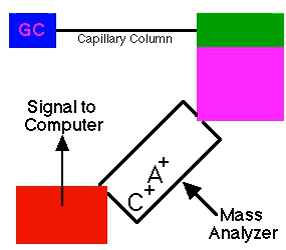 GC
Capillary Column
Signal to
Computer
A+
C+
Mass
Analyzer